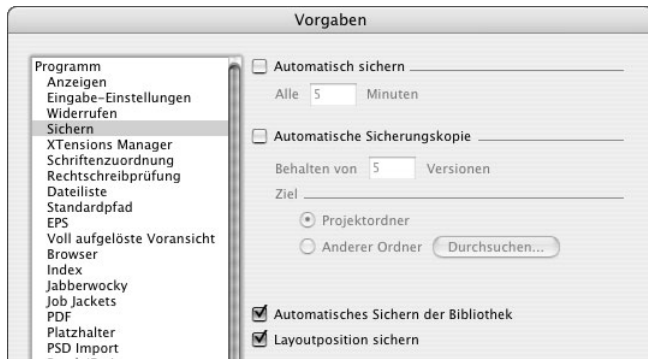 Vorgaben
Programm
Anzeigen
Eingabe-Einstellungen
Widerrufen
Sichern
XTensions Manager
Schriftenzuordnung
Rechtschreibprüfung
Dateiliste
Standardpfad
EPS
Voll aufgelöste Voransicht
Browser
Index
Jabberwocky
Job Jackets
PDF
Platzhalter
PSD Import
Automatisch sichern
Alle 5 Minuten
Automatische Sicherungskopie
Behalten von 5 Versionen
Ziel
Projektordner
Anderer Ordner Durchsuchen...
Automatisches Sichern der Bibliothek
Layoutposition sichern